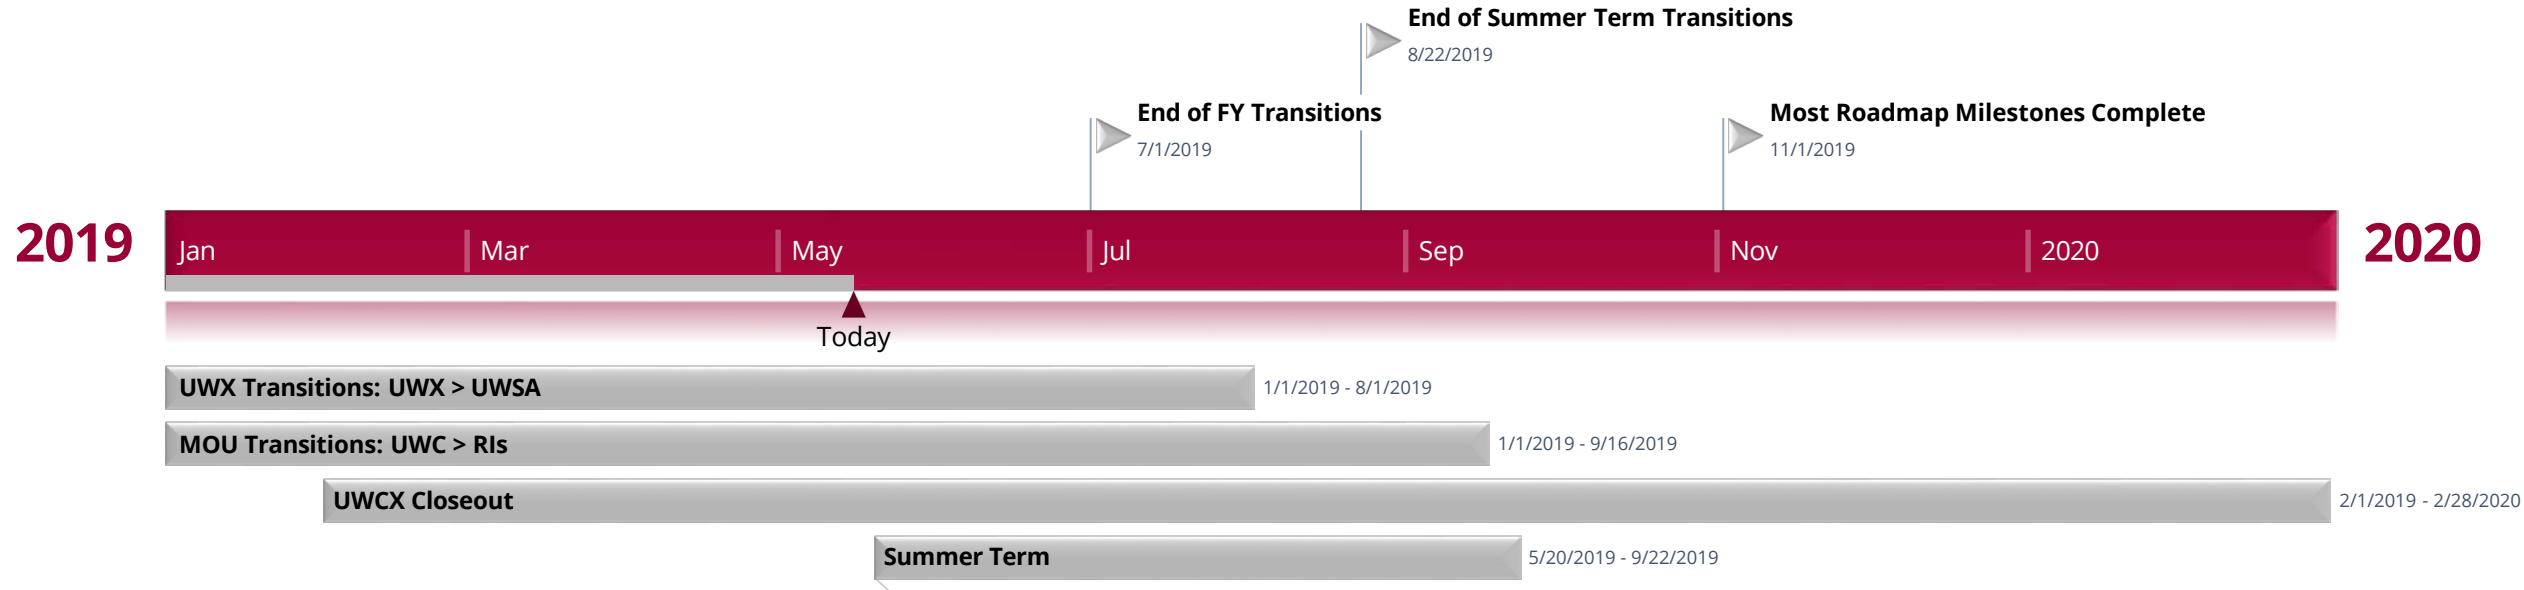 End of Summer Term Transitions
8/22/2019
End of FY Transitions
7/1/2019
Most Roadmap Milestones Complete
11/1/2019
2019
Jan
Mar
May
Jul
Sep
Nov
2020
2020
Today
UWX Transitions: UWX > UWSA
1/1/2019 - 8/1/2019
MOU Transitions: UWC > RIs
1/1/2019 - 9/16/2019
UWCX Closeout
2/1/2019 - 2/28/2020
Summer Term
5/20/2019 - 9/22/2019